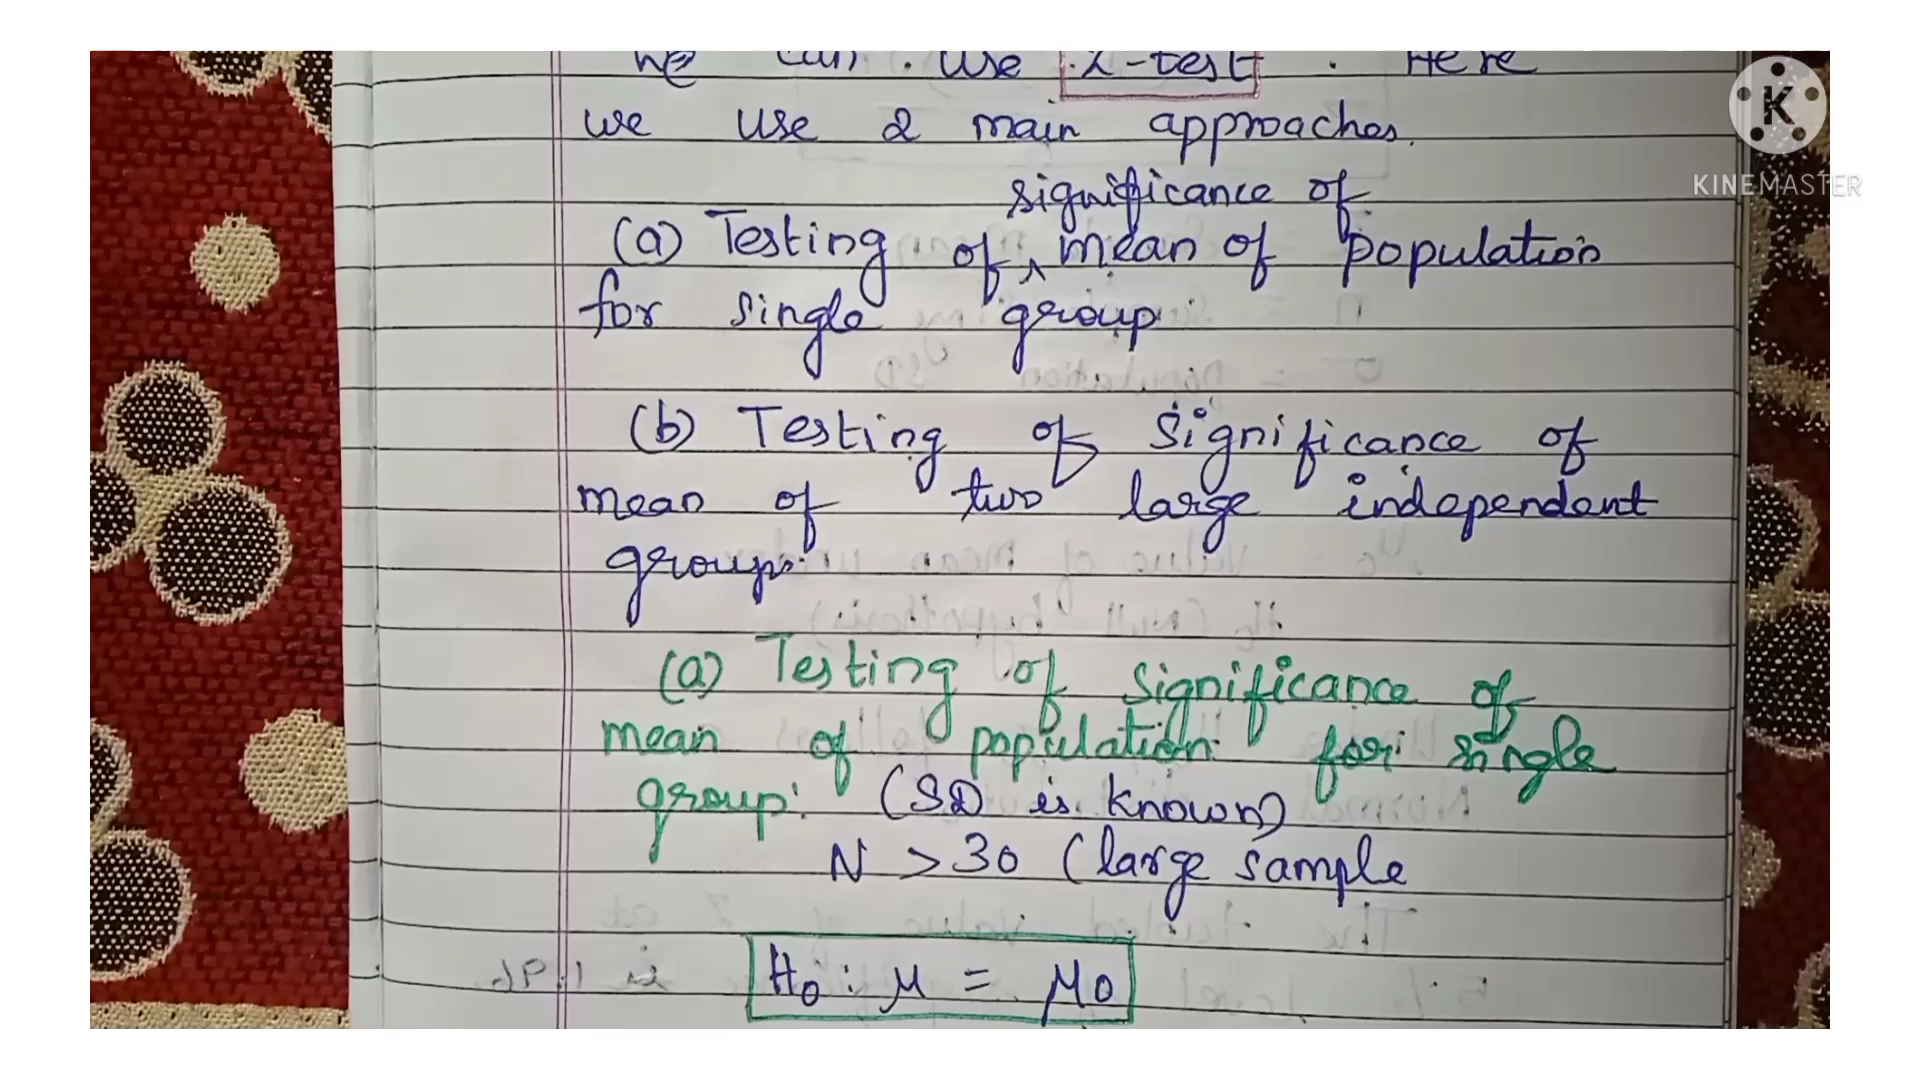 we can use Z-test. Here
we use 2 main approaches.
significance of
(a) Testing of ^ mean of population
for single group
(b) Testing of significance of
mean of two large independent
groups.
(a) Testing of significance of
mean of population for single
group: (SD is known)
N > 30 (large sample
H₀ : μ = μ₀
K
KINEMASTER